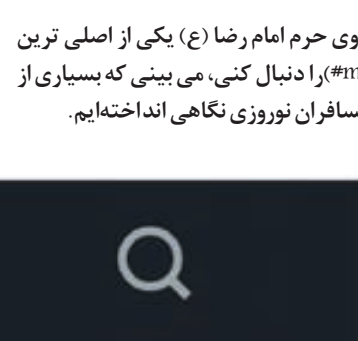 وی حرم امام رضا (ع) یکی از اصلی ترین
#m)را دنبال کنی، می بینی که بسیاری از
سافران نوروزی نگاهی انداخته‌ایم.